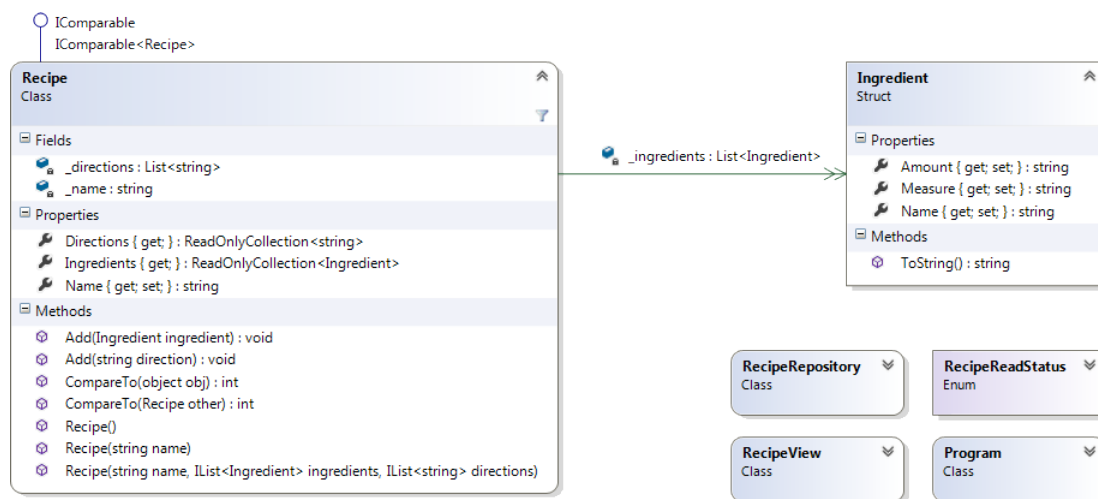 IComparable
IComparable<Recipe>
Recipe
Class
Fields
_directions : List<string>
_name : string
Properties
Directions { get; } : ReadOnlyCollection<string>
Ingredients { get; } : ReadOnlyCollection<Ingredient>
Name { get; set; } : string
Methods
Add(Ingredient ingredient) : void
Add(string direction) : void
CompareTo(object obj) : int
CompareTo(Recipe other) : int
Recipe()
Recipe(string name)
Recipe(string name, IList<Ingredient> ingredients, IList<string> directions)
_ingredients : List<Ingredient>
Ingredient
Struct
Properties
Amount { get; set; } : string
Measure { get; set; } : string
Name { get; set; } : string
Methods
ToString() : string
RecipeRepository
Class
RecipeReadStatus
Enum
RecipeView
Class
Program
Class